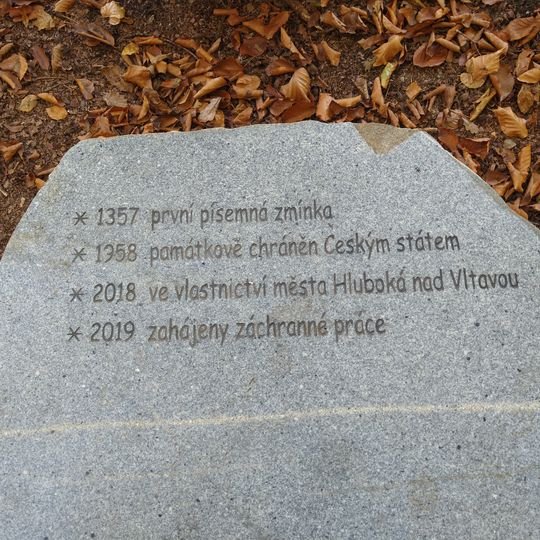 * 1357 první písemná zmínka
* 1958 památkově chráněn Českým státem
* 2018 ve vlastnictví města Hluboká nad Vltavou
* 2019 zahájeny záchranné práce